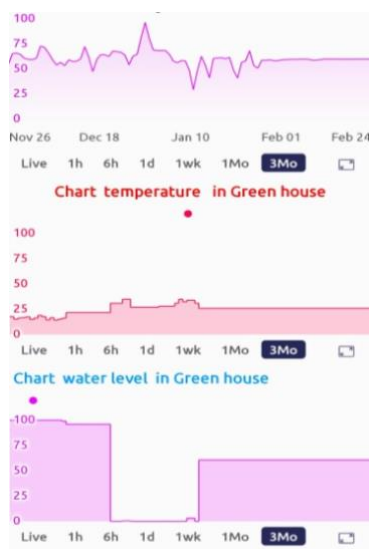 100
75
50
25
0
Nov 26 Dec 18 Jan 10 Feb 01 Feb 24
Live 1h 6h 1d 1wk 1Mo 3Mo
Chart temperature in Green house
100
75
50
25
0
Live 1h 6h 1d 1wk 1Mo 3Mo
Chart water level in Green house
100
75
50
25
0
Live 1h 6h 1d 1wk 1Mo 3Mo